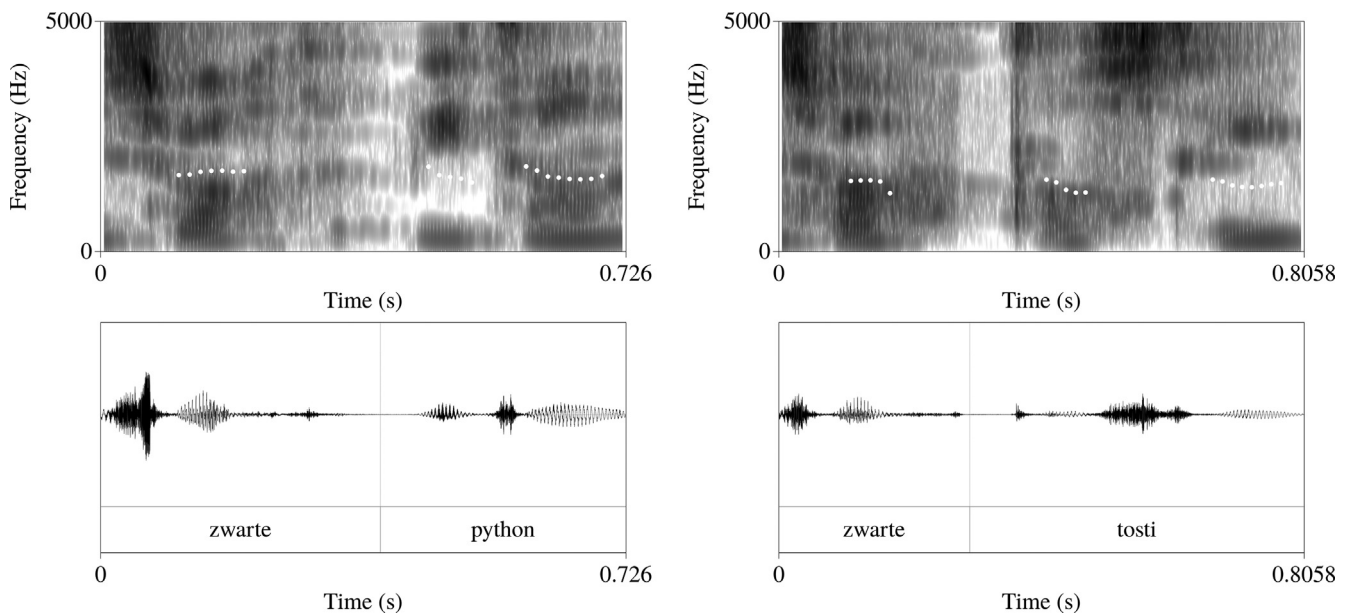 5000
Frequency (Hz)
0
0
0.726
Time (s)
zwarte
python
0
0.726
Time (s)
5000
Frequency (Hz)
0
0
0.8058
Time (s)
zwarte
tosti
0
0.8058
Time (s)